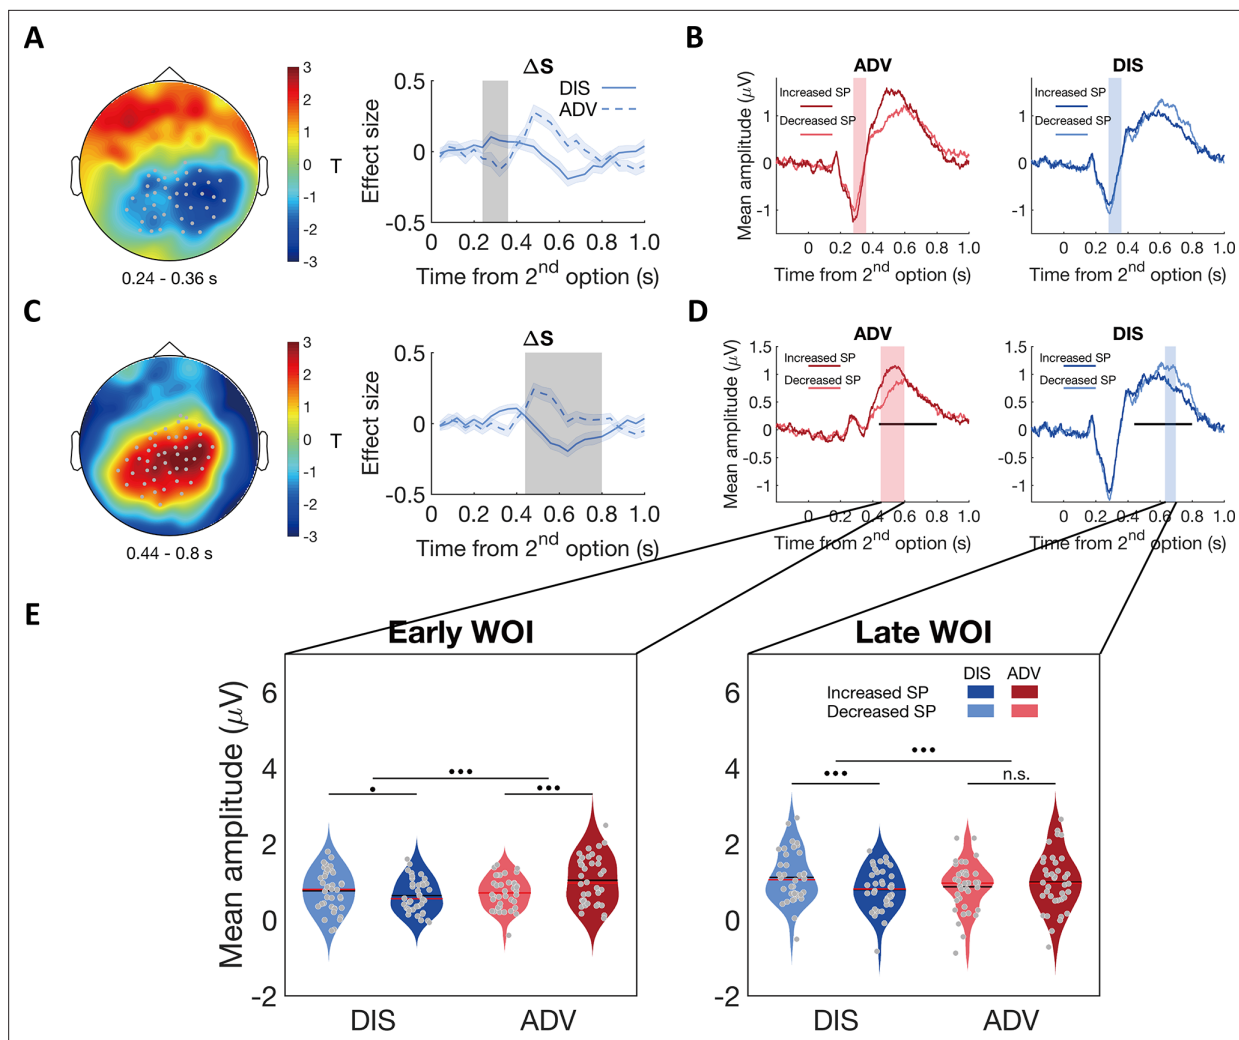 A
3
2
1
0
-1
-2
-3
T
0.24 - 0.36 s
ΔS
DIS
ADV
0.5
0
-0.5
Effect size
0 0.2 0.4 0.6 0.8 1.0
Time from 2nd option (s)
B
ADV
Increased SP
Decreased SP
Mean amplitude (μV)
1
0
-1
0 0.2 0.4 0.6 0.8 1.0
Time from 2nd option (s)
DIS
Increased SP
Decreased SP
1
0
-1
0 0.2 0.4 0.6 0.8 1.0
Time from 2nd option (s)
C
3
2
1
0
-1
-2
-3
T
0.44 - 0.8 s
ΔS
0.5
0
-0.5
Effect size
0 0.2 0.4 0.6 0.8 1.0
Time from 2nd option (s)
D
ADV
Increased SP
Decreased SP
Mean amplitude (μV)
1.5
1
0.5
0
-1
0 0.2 0.4 0.6 0.8 1.0
Time from 2nd option (s)
DIS
Increased SP
Decreased SP
1.5
1
0.5
0
-1
0 0.2 0.4 0.6 0.8 1.0
Time from 2nd option (s)
E
Early WOI
Mean amplitude (μV)
6
4
2
0
-2
•••
•
•••
DIS ADV
Late WOI
DIS ADV
Increased SP
Decreased SP
6
4
2
0
-2
•••
•••
n.s.
DIS ADV